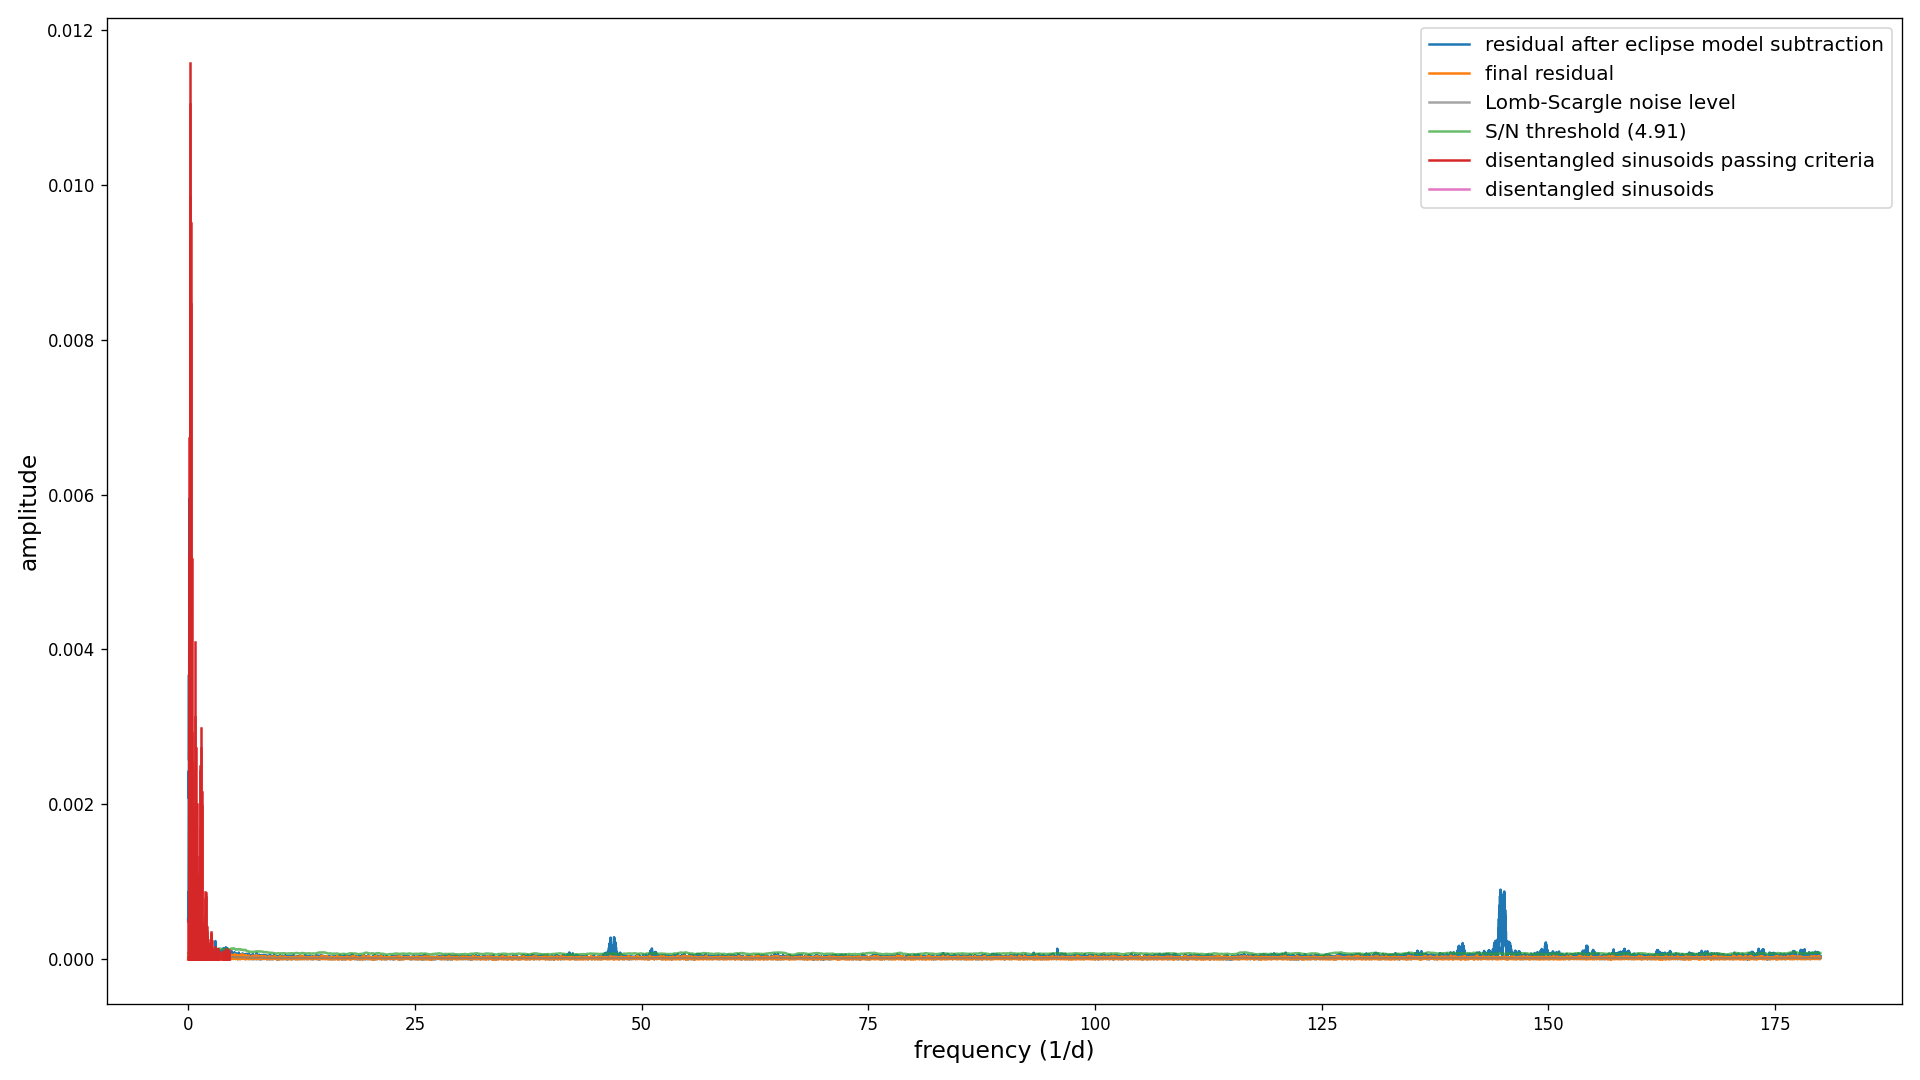 0.012
0.010
0.008
0.006
0.004
0.002
0.000
amplitude
0
25
50
75
100
125
150
175
frequency (1/d)
residual after eclipse model subtraction
final residual
Lomb-Scargle noise level
S/N threshold (4.91)
disentangled sinusoids passing criteria
disentangled sinusoids